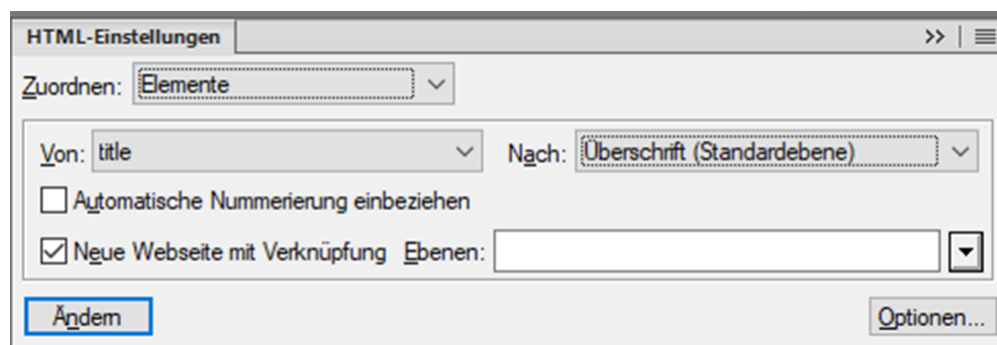 HTML-Einstellungen
Zuordnen: Elemente
Von: title Nach: Überschrift (Standardebene)
Automatische Nummerierung einbeziehen
Neue Webseite mit Verknüpfung Ebenen:
Ändern Optionen...